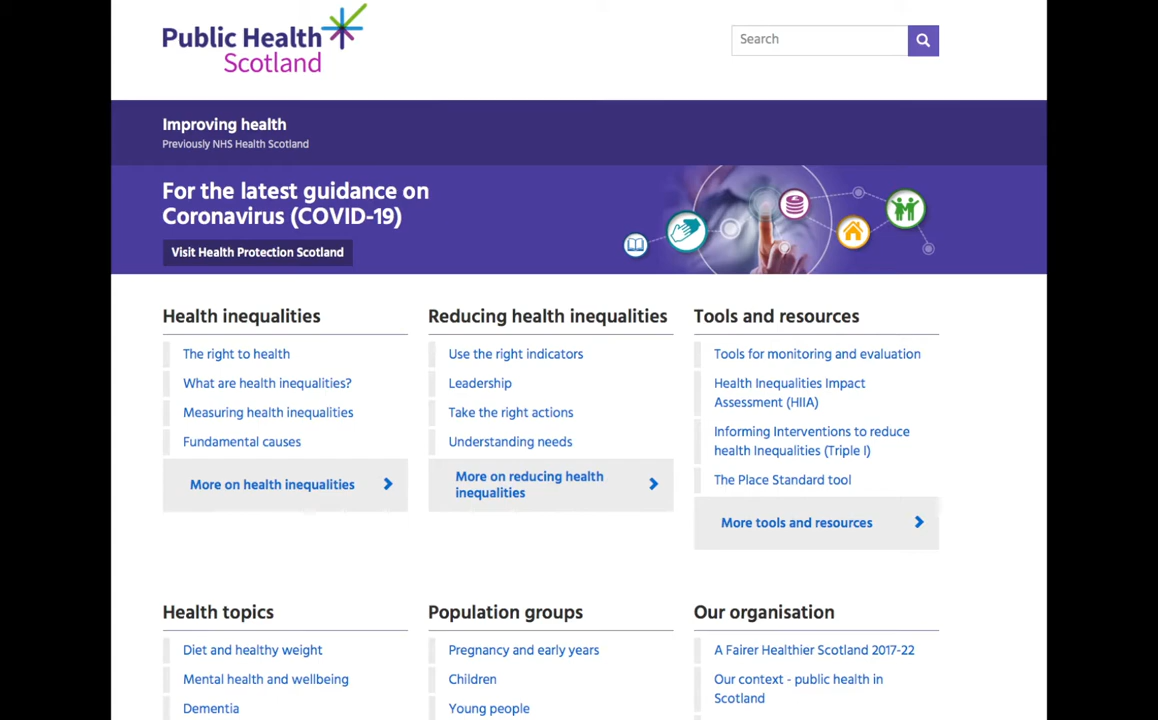 Public Health
Scotland
Search
Improving health
Previously NHS Health Scotland
For the latest guidance on
Coronavirus (COVID-19)
Visit Health Protection Scotland
Health inequalities
The right to health
What are health inequalities?
Measuring health inequalities
Fundamental causes
More on health inequalities
Reducing health inequalities
Use the right indicators
Leadership
Take the right actions
Understanding needs
More on reducing health
inequalities
Tools and resources
Tools for monitoring and evaluation
Health Inequalities Impact
Assessment (HIIA)
Informing Interventions to reduce
health Inequalities (Triple I)
The Place Standard tool
More tools and resources
Health topics
Diet and healthy weight
Mental health and wellbeing
Dementia
Population groups
Pregnancy and early years
Children
Young people
Our organisation
A Fairer Healthier Scotland 2017-22
Our context - public health in
Scotland